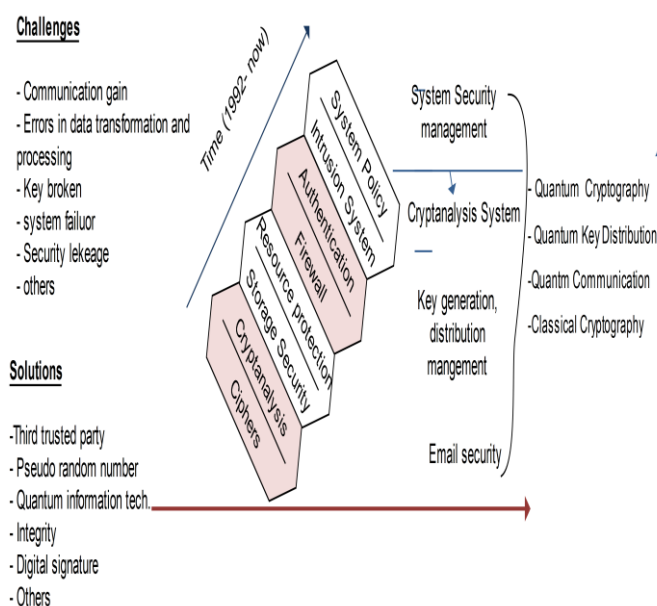 Challenges
- Communication gain
- Errors in data transformation and
processing
- Key broken
- system failuor
- Security lekeage
- others
Solutions
-Third trusted party
- Pseudo random number
- Quantum information tech.
- Integrity
- Digital signature
- Others
Time (1992- now)
System Policy
Intrusion System
Authentication
Firewall
Resource protection
Storage Security
Cryptanalysis
Ciphers
System Security
management
Cryptanalysis System
Key generation,
distribution
mangement
Email security
- Quantum Cryptography
- Quantum Key Distribution
- Quantm Communication
-Classical Cryptography